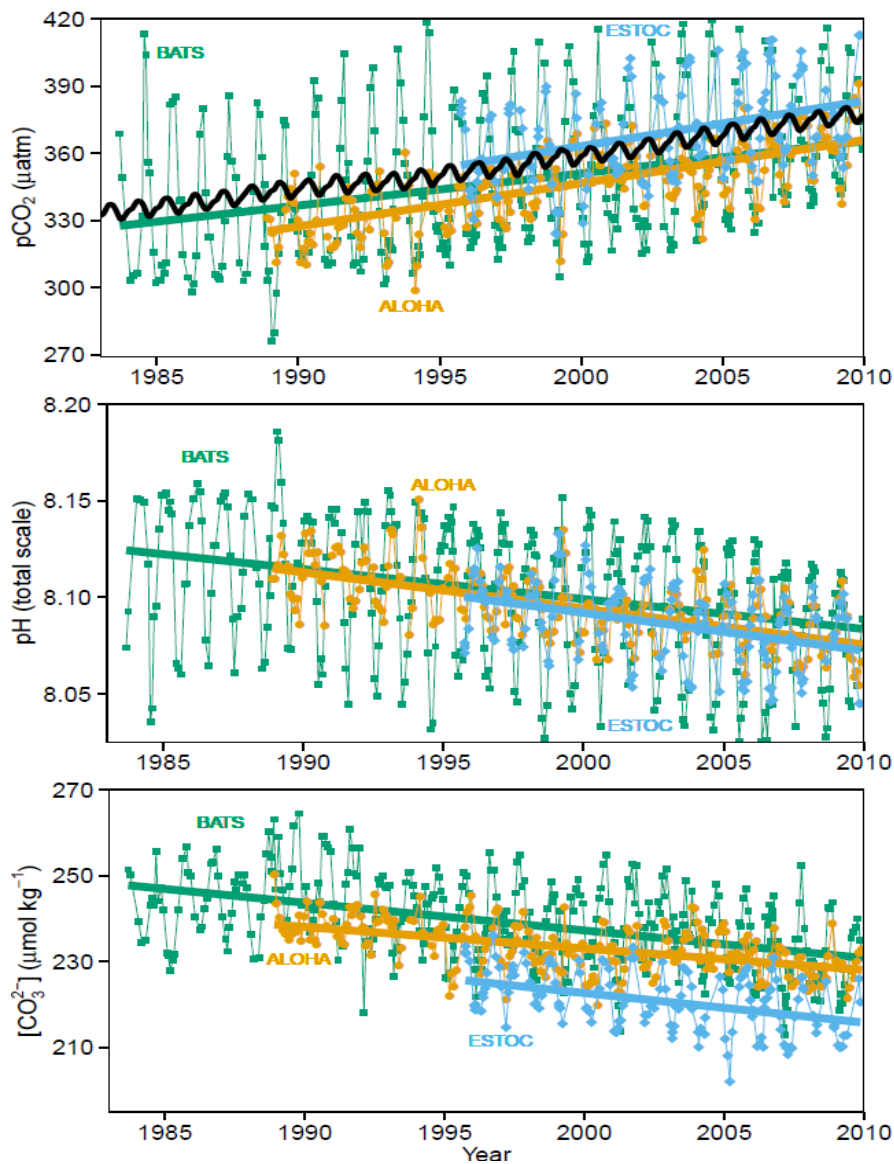 420
BATS
ESTOC
390
360
330
300
ALOHA
270
1985 1990 1995 2000 2005 2010
pCO₂ (μatm)
8.20
BATS
ALOHA
8.15
8.10
8.05
ESTOC
1985 1990 1995 2000 2005 2010
pH (total scale)
270
BATS
250
230
ALOHA
210
ESTOC
1985 1990 1995 2000 2005 2010
[CO₃²⁻] (μmol kg⁻¹)
Year